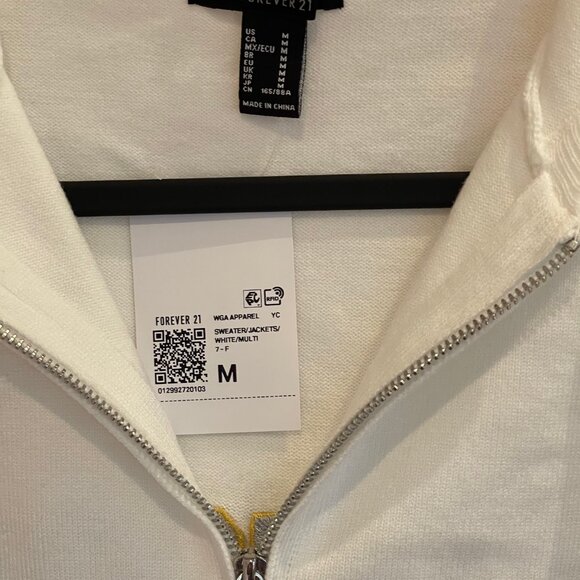 FOREVER 21
US M
CA M
MX/ECU M
BR M
EU M
UK M
KR M
JP M
CN 165/88A
MADE IN CHINA
RFID
FOREVER 21 WGA APPAREL YC
SWEATER/JACKETS/
WHITE/MULTI
7-F
M
012992720103